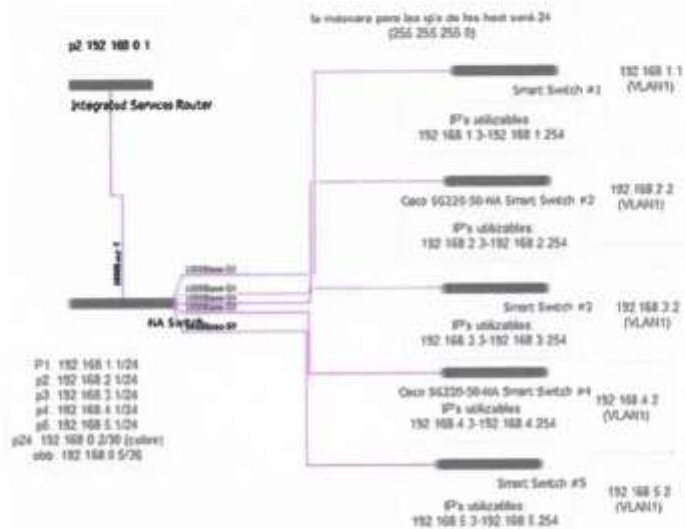 la máscara para las ip's de los host será 24
(255 255 255 0)
p2 192 168 0 1
Integrated Services Router
192 168 1.1
(VLAN1)
Smart Switch #1
IP's utilizables
192 168 1 3-192 168 1 254
192 168 2 2
(VLAN1)
Cisco SG220-50-NA Smart Switch #2
IP's utilizables
192 168 2 3-192 168 2 254
NA Switch
Smart Switch #3
192 168 3 2
(VLAN1)
IP's utilizables
192 168 3 3-192 168 3 254
P1 192 168 1 1/24
p2 192 168 2 1/24
p3 192 168 3 1/24
p4 192 168 4 1/24
p5 192 168 5 1/24
p24 192 168 0 2/30 (cobre)
192 168 0 5/
Cisco SG220-50-NA Smart Switch #4
192 168 4 2
(VLAN1)
IP's utilizables
192 168 4 3-192 168 4 254
Smart Switch #5
192 168 5 2
(VLAN1)
IP's utilizables
192 168 5 3-192 168 5 254